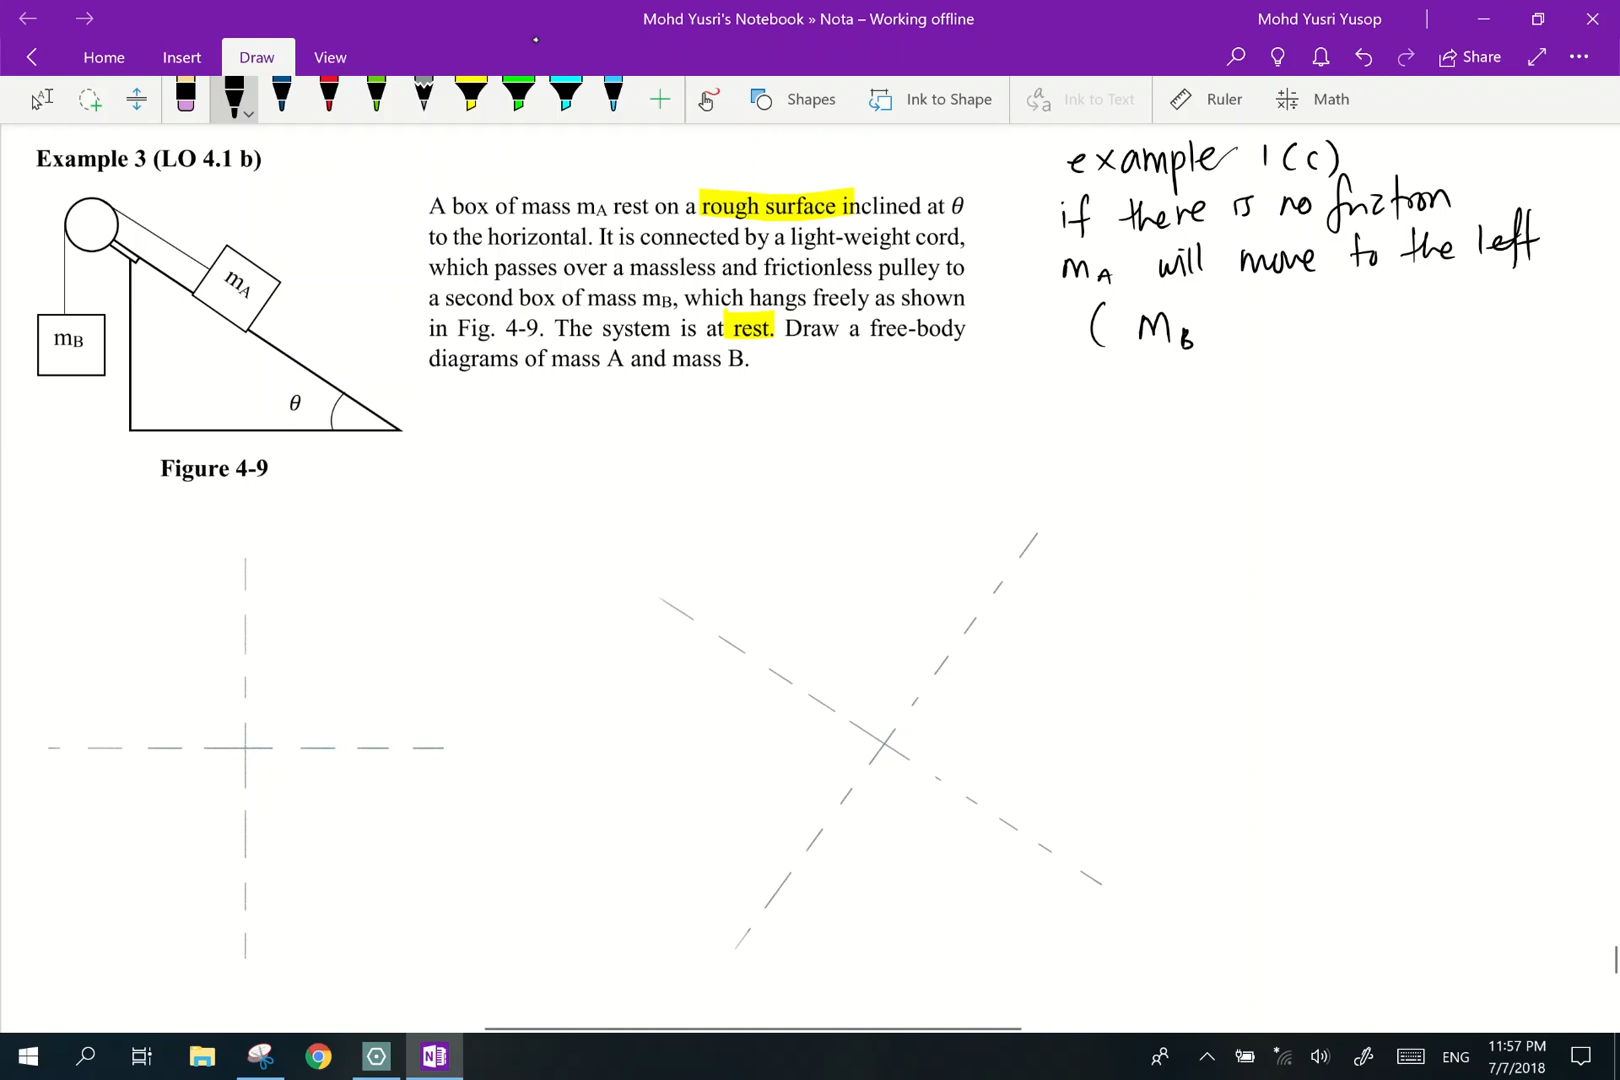 Mohd Yusri's Notebook » Nota – Working offline
Mohd Yusri Yusop
Home
Insert
Draw
View
Share
Shapes
Ink to Shape
Ink to Text
Ruler
Math
Example 3 (LO 4.1 b)
A box of mass mA rest on a rough surface inclined at θ
to the horizontal. It is connected by a light-weight cord,
which passes over a massless and frictionless pulley to
a second box of mass mB, which hangs freely as shown
in Fig. 4-9. The system is at rest. Draw a free-body
diagrams of mass A and mass B.
mA
mB
θ
Figure 4-9
example 1(c)
if there is no friction
mA will move to the left
( mB
ENG
11:57 PM
7/7/2018